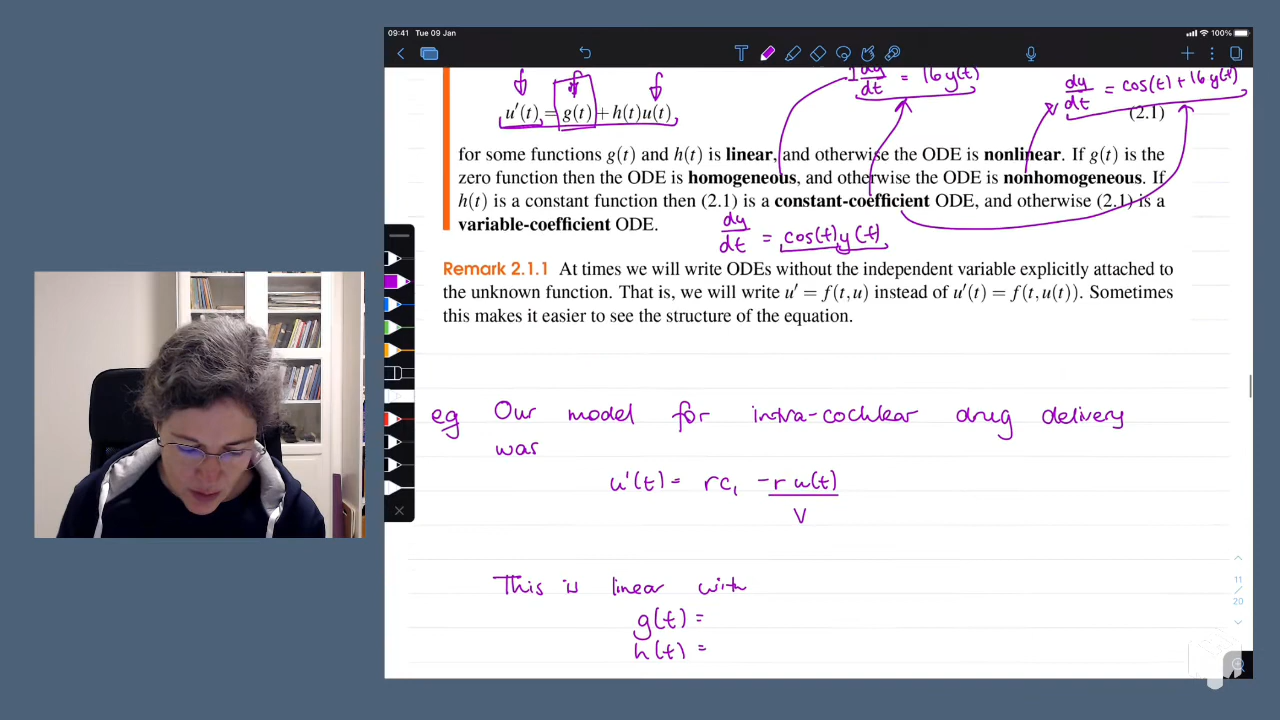 09:41 Tue 09 Jan
100%
dy/dt = 16y(t)
dy/dt = cos(t) + 16y(t)
u′(t) = g(t) + h(t)u(t)
(2.1)
for some functions g(t) and h(t) is linear, and otherwise the ODE is nonlinear. If g(t) is the
zero function then the ODE is homogeneous, and otherwise the ODE is nonhomogeneous. If
h(t) is a constant function then (2.1) is a constant-coefficient ODE, and otherwise (2.1) is a
variable-coefficient ODE.
dy/dt = cos(t)y(t)
Remark 2.1.1 At times we will write ODEs without the independent variable explicitly attached to
the unknown function. That is, we will write u′ = f(t,u) instead of u′(t) = f(t,u(t)). Sometimes
this makes it easier to see the structure of the equation.
eg Our model for intra-cochlear drug delivery
was
u'(t) = rc₁ - r u(t)/V
This is linear with
g(t) =
h(t) =
11
/
20